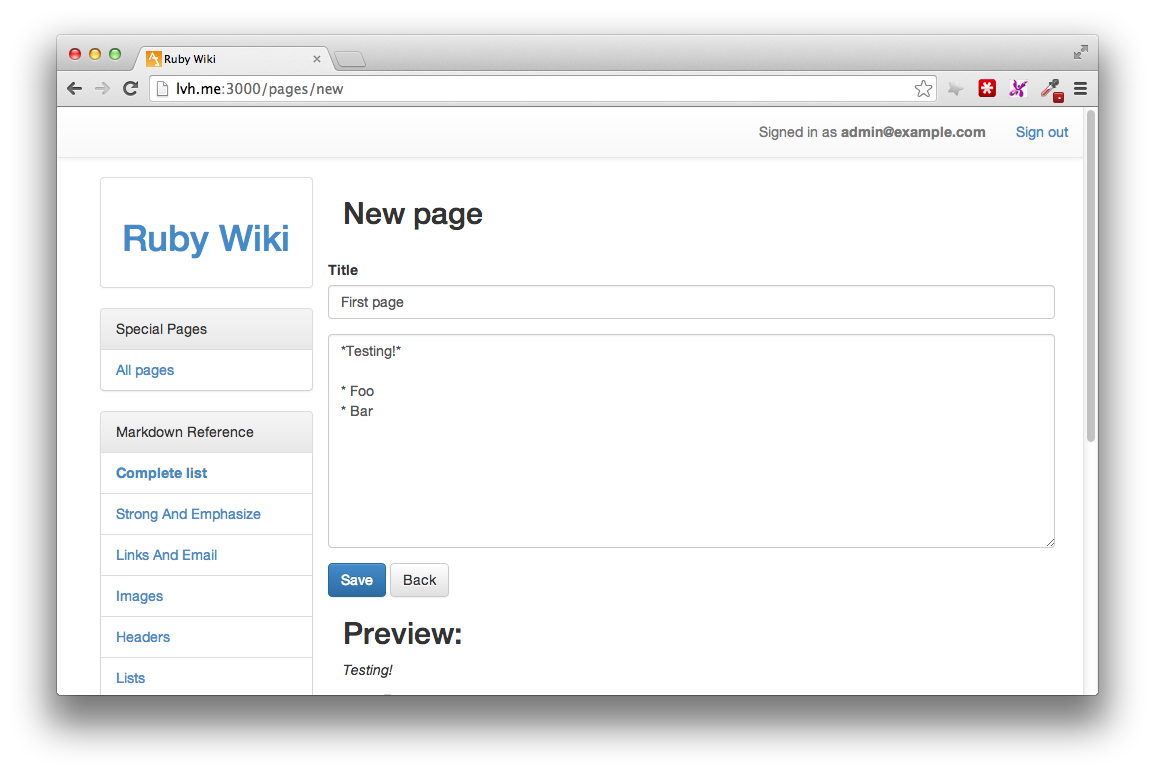 Ruby Wiki
lvh.me:3000/pages/new
Signed in as admin@example.com Sign out
Ruby Wiki
Special Pages
All pages
Markdown Reference
Complete list
Strong And Emphasize
Links And Email
Images
Headers
Lists
New page
Title
First page
*Testing!*
* Foo
* Bar
Save Back
Preview:
Testing!